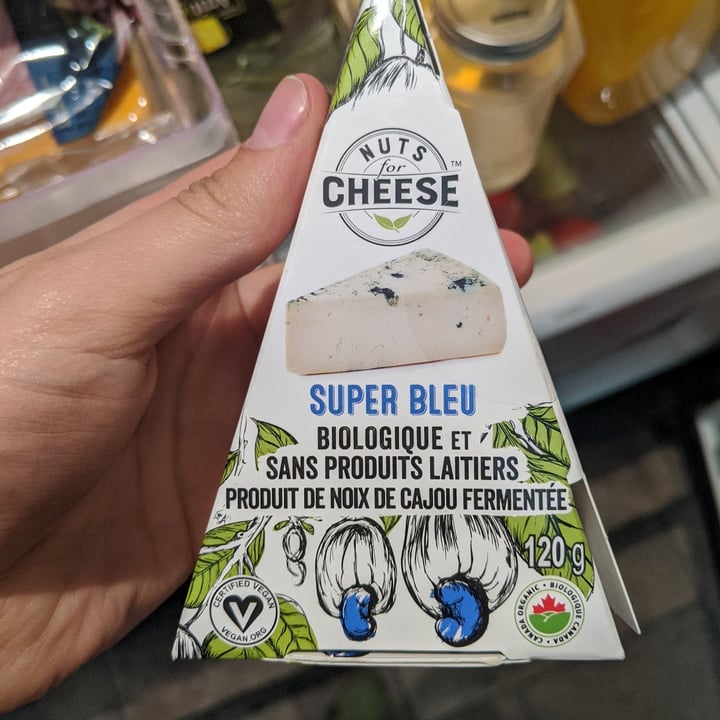 NUTS
for
CHEESE™
SUPER BLEU
BIOLOGIQUE ET
SANS PRODUITS LAITIERS
PRODUIT DE NOIX DE CAJOU FERMENTÉE
120 g
CERTIFIED VEGAN
VEGAN.ORG
CANADA ORGANIC • BIOLOGIQUE CANADA •